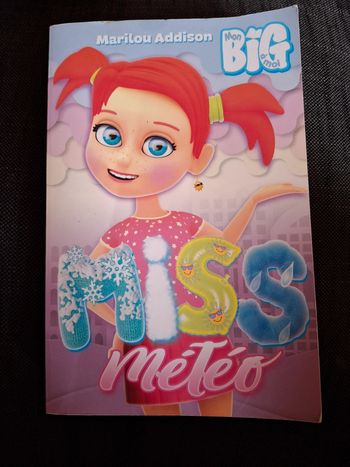 Marilou Addison
Mon
BIG
à moi
MiSS
Météo